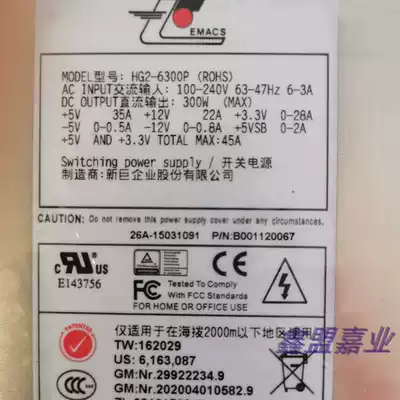 EMACS
MODEL型号: HG2-6300P (ROHS)
AC INPUT交流输入: 100-240V 63-47Hz 6-3A
DC OUTPUT直流输出: 300W (MAX)
+5V 35A +12V 22A +3.3V 0-28A
-5V 0-0.5A -12V 0-0.8A +5VSB 0-2A
+5V AND +3.3V TOTAL MAX:45A
Switching power supply / 开关电源
制造商: 新巨企业股份有限公司
CAUTION: Do not remove this power supply cover under any circumstances.
26A-15031091 P/N:B001120067
C RU US
E143756
FC
Tested To Comply
With FCC Standards
FOR HOME OR OFFICE USE
仅适用于在海拨2000m以下地区使用
TW:162029
US: 6,163,087
GM:Nr.29922234.9
GM:Nr.202004010582.9
CCC
鑫盟嘉业